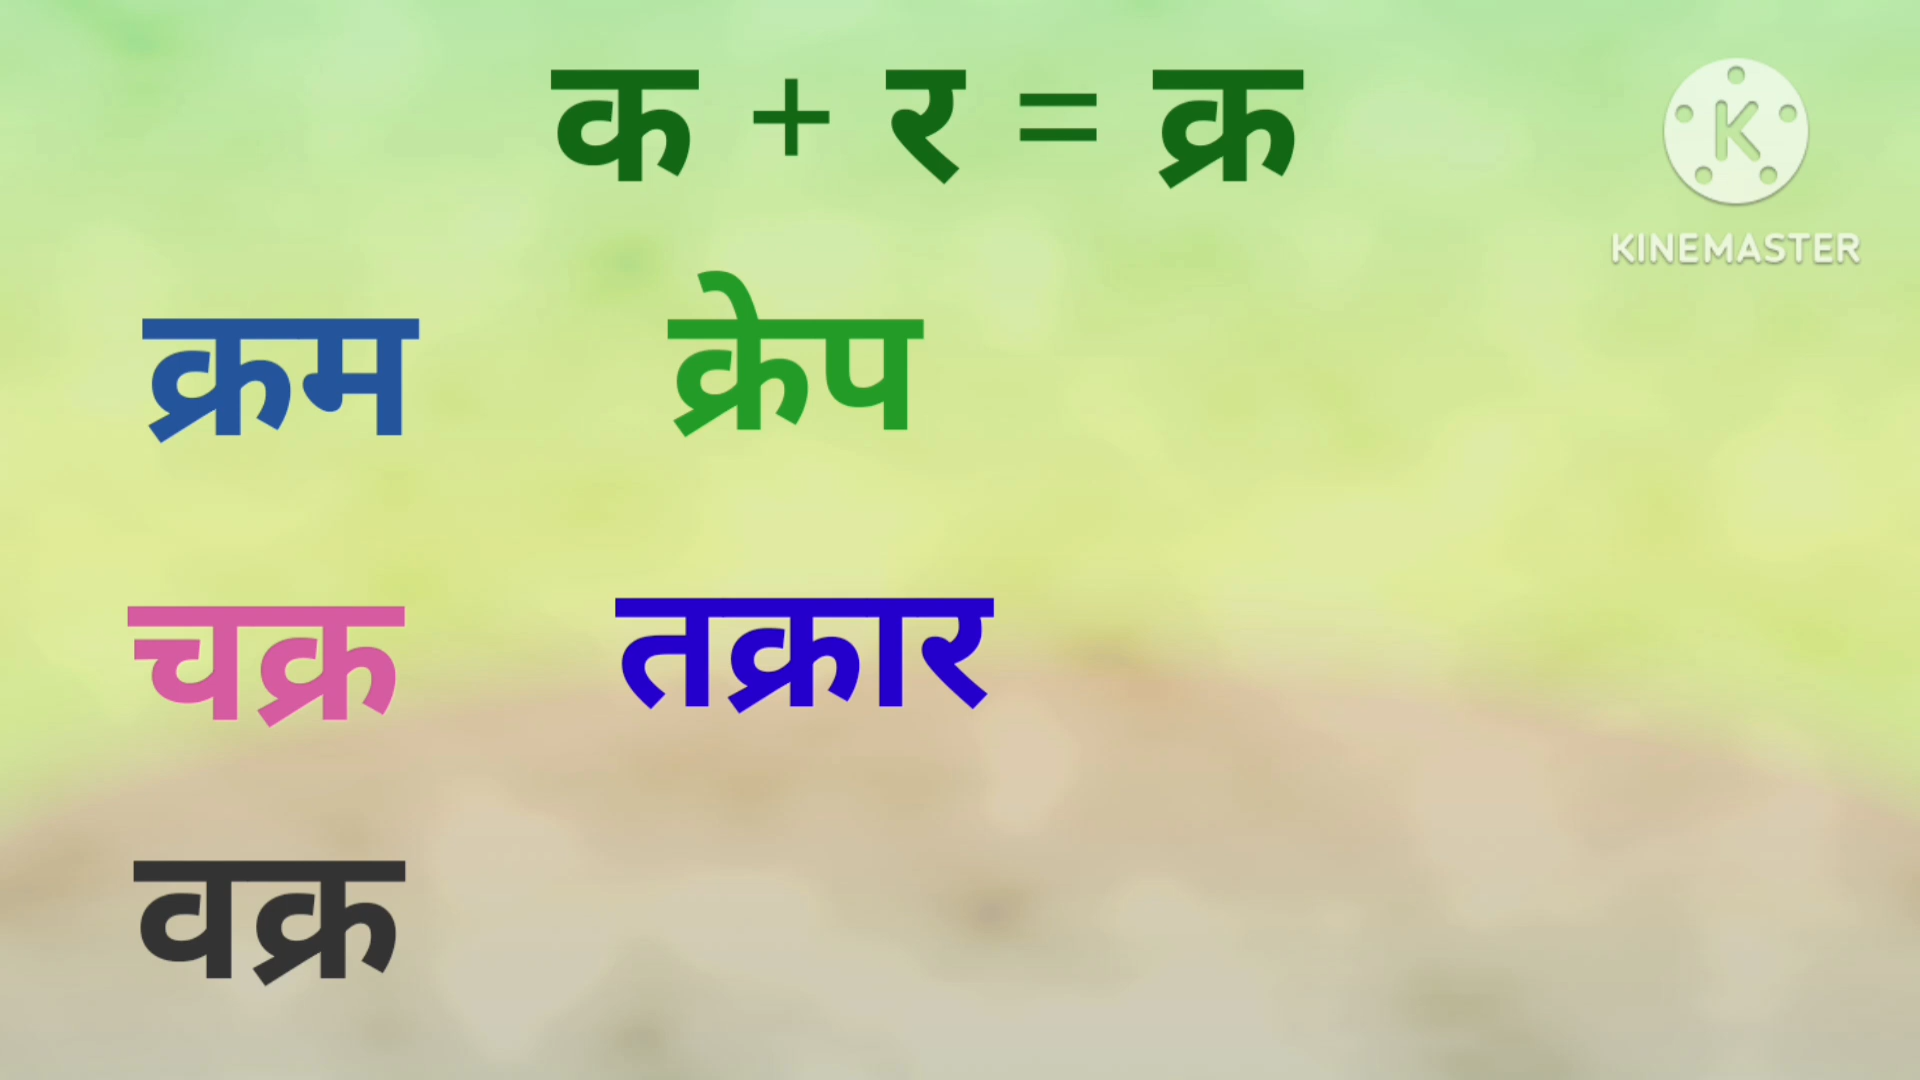 क + र = क्र
KINEMASTER
क्रम क्रेप
चक्र तक्रार
वक्र